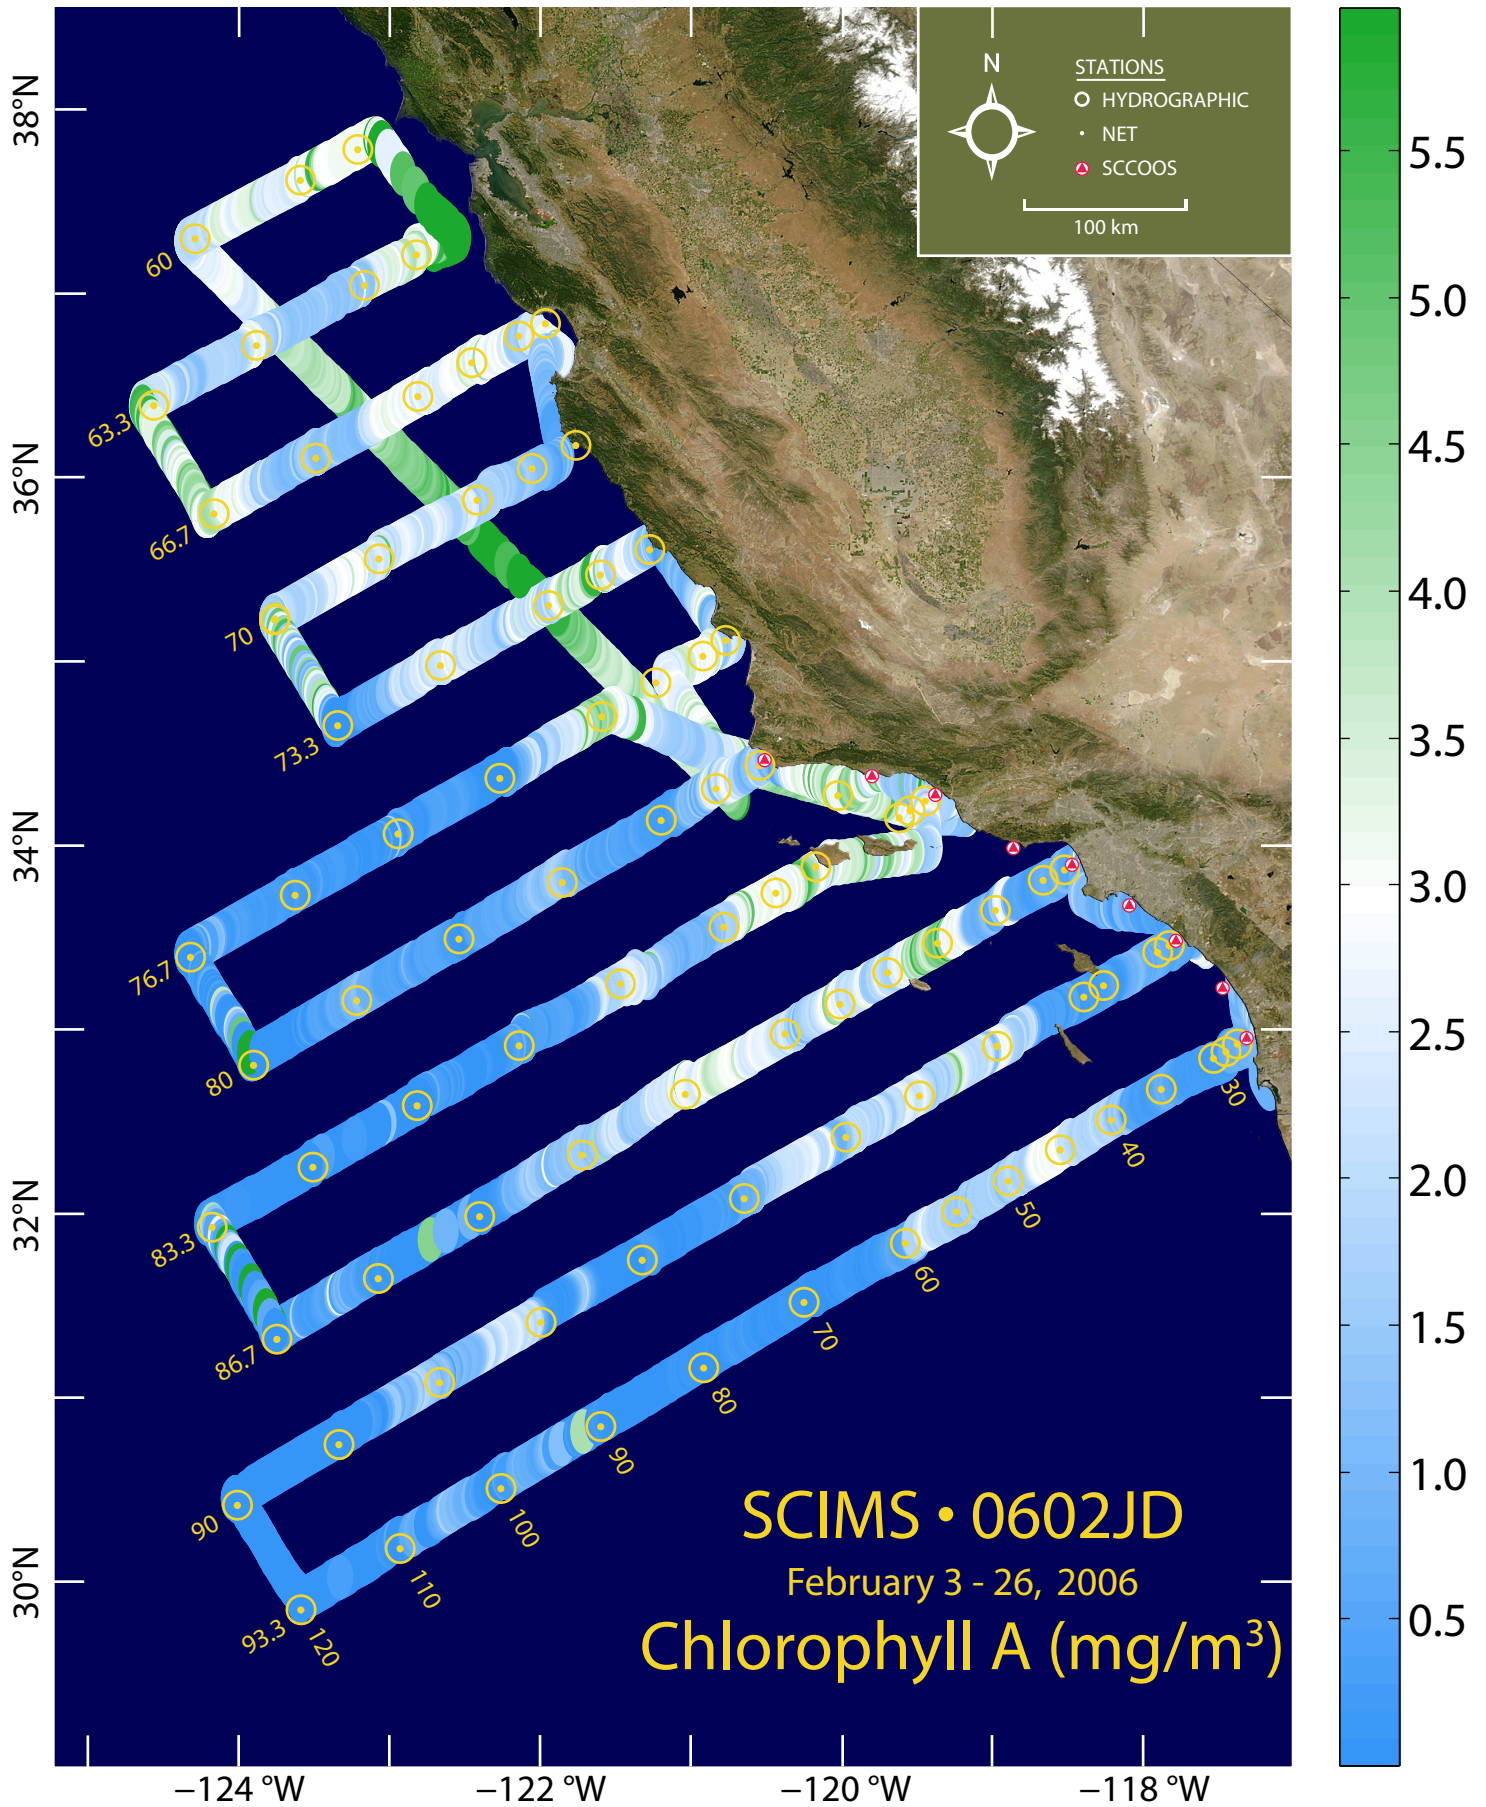 N
STATIONS
HYDROGRAPHIC
NET
SCCOOS
100 km
38°N
36°N
34°N
32°N
30°N
60
63.3
66.7
70
73.3
76.7
80
83.3
86.7
90
93.3
30
40
50
60
70
80
90
100
110
120
5.5
5.0
4.5
4.0
3.5
3.0
2.5
2.0
1.5
1.0
0.5
SCIMS • 0602JD
February 3 - 26, 2006
Chlorophyll A (mg/m³)
−124 °W
−122 °W
−120 °W
−118 °W